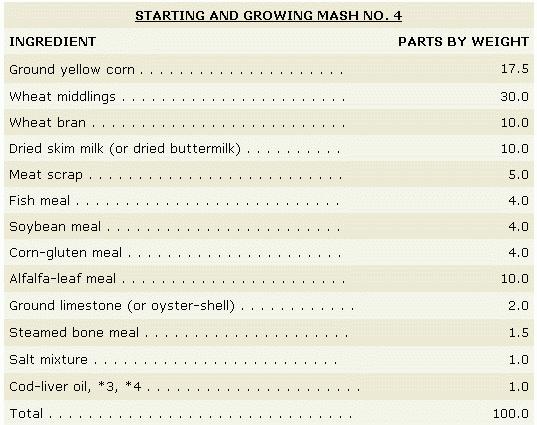 STARTING AND GROWING MASH NO. 4
INGREDIENT PARTS BY WEIGHT
Ground yellow corn . . . . . . . . . . . . . . . . . . . . . 17.5
Wheat middlings . . . . . . . . . . . . . . . . . . . . . . . 30.0
Wheat bran . . . . . . . . . . . . . . . . . . . . . . . . . . 10.0
Dried skim milk (or dried buttermilk) . . . . . . . . . . 10.0
Meat scrap . . . . . . . . . . . . . . . . . . . . . . . . . . 5.0
Fish meal . . . . . . . . . . . . . . . . . . . . . . . . . . . 4.0
Soybean meal . . . . . . . . . . . . . . . . . . . . . . . . 4.0
Corn-gluten meal . . . . . . . . . . . . . . . . . . . . . . 4.0
Alfalfa-leaf meal . . . . . . . . . . . . . . . . . . . . . . . 10.0
Ground limestone (or oyster-shell) . . . . . . . . . . . . 2.0
Steamed bone meal . . . . . . . . . . . . . . . . . . . . . 1.5
Salt mixture . . . . . . . . . . . . . . . . . . . . . . . . . 1.0
Cod-liver oil, *3, *4 . . . . . . . . . . . . . . . . . . . . . . 1.0
Total . . . . . . . . . . . . . . . . . . . . . . . . . . . . . . . 100.0